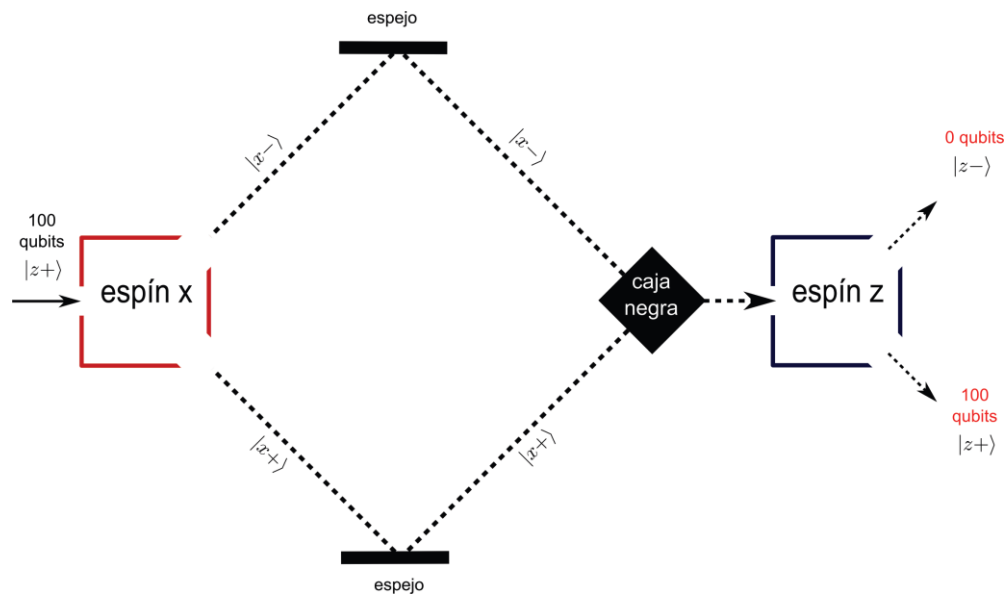 espejo
|x−⟩
|x−⟩
0 qubits
|z−⟩
100
qubits
|z+⟩
espín x
caja
negra
espín z
100
qubits
|z+⟩
|x+⟩
|x+⟩
espejo